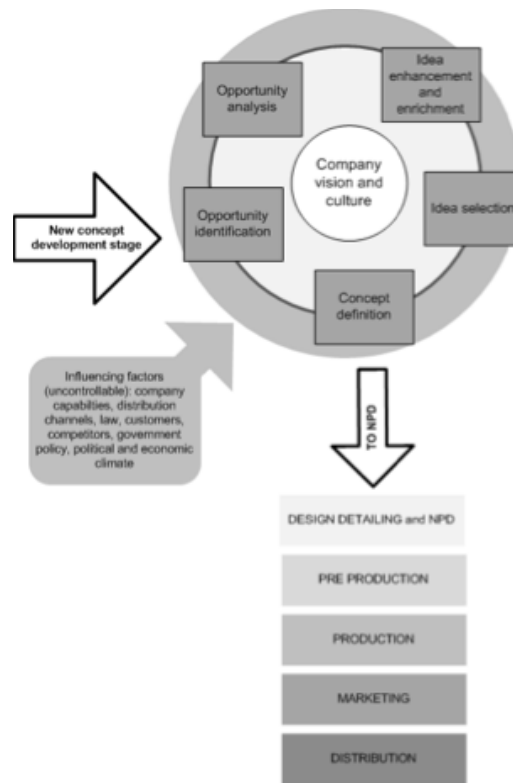 Opportunity
analysis
Idea
enhancement
and
enrichment
Company
vision and
culture
New concept
development stage
Opportunity
identification
Idea selection
Concept
definition
Influencing factors
(uncontrollable): company
capabilties, distribution
channels, law, customers,
competitors, government
policy, political and economic
climate
TO NPD
DESIGN DETAILING and NPD
PRE PRODUCTION
PRODUCTION
MARKETING
DISTRIBUTION